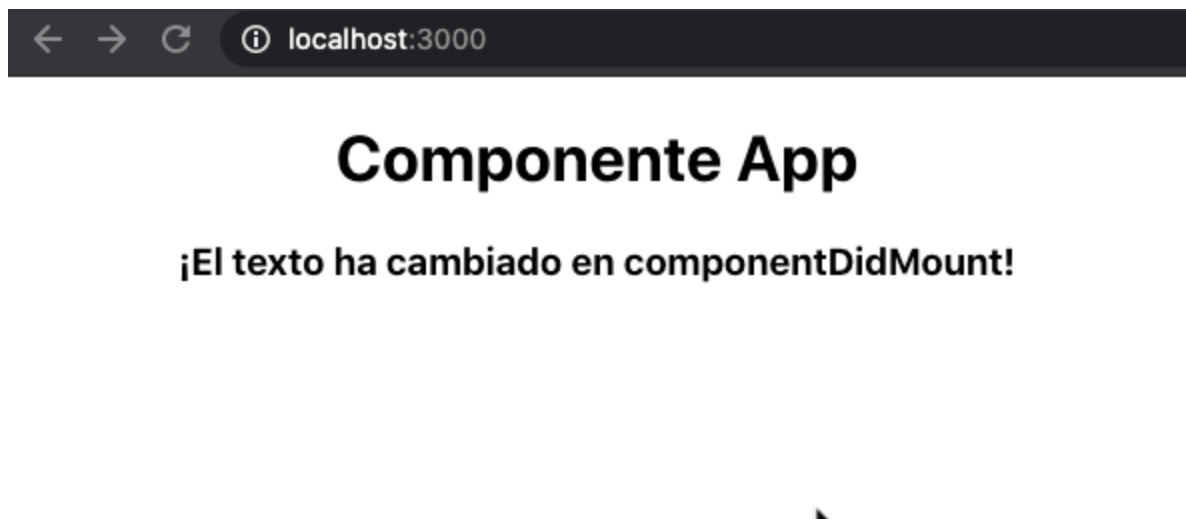 localhost:3000
Componente App
¡El texto ha cambiado en componentDidMount!